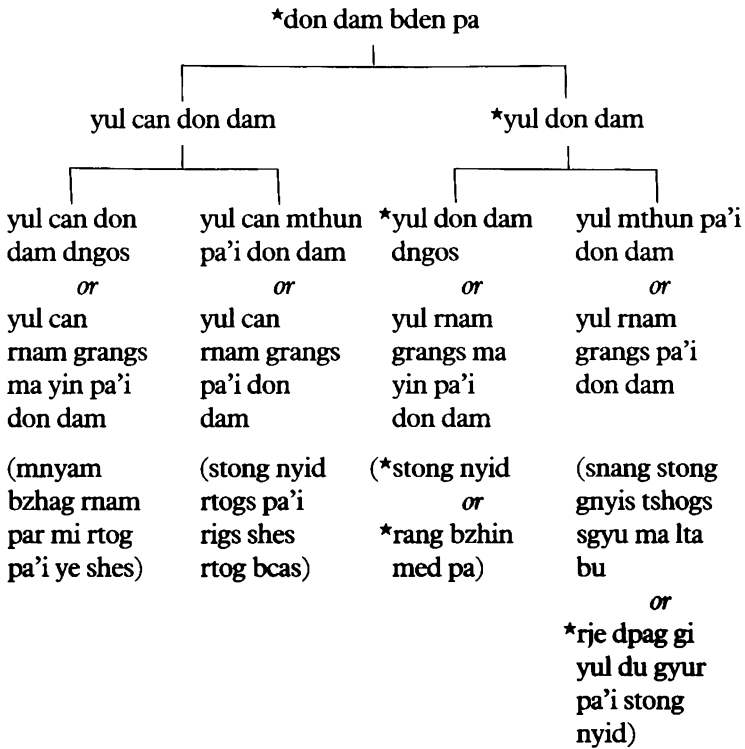 ★don dam bden pa
yul can don dam
★yul don dam
yul can don
dam dngos
or
yul can
rnam grangs
ma yin pa'i
don dam
(mnyam
bzhag rnam
par mi rtog
pa'i ye shes)
yul can mthun
pa'i don dam
or
yul can
rnam grangs
pa'i don
dam
(stong nyid
rtogs pa'i
rigs shes
rtog bcas)
★yul don dam
dngos
or
yul rnam
grangs ma
yin pa'i
don dam
(★stong nyid
or
★rang bzhin
med pa)
yul mthun pa'i
don dam
or
yul rnam
grangs pa'i
don dam
(snang stong
gnyis tshogs
sgyu ma lta
bu
or
★rje dpag gi
yul du gyur
pa'i stong
nyid)